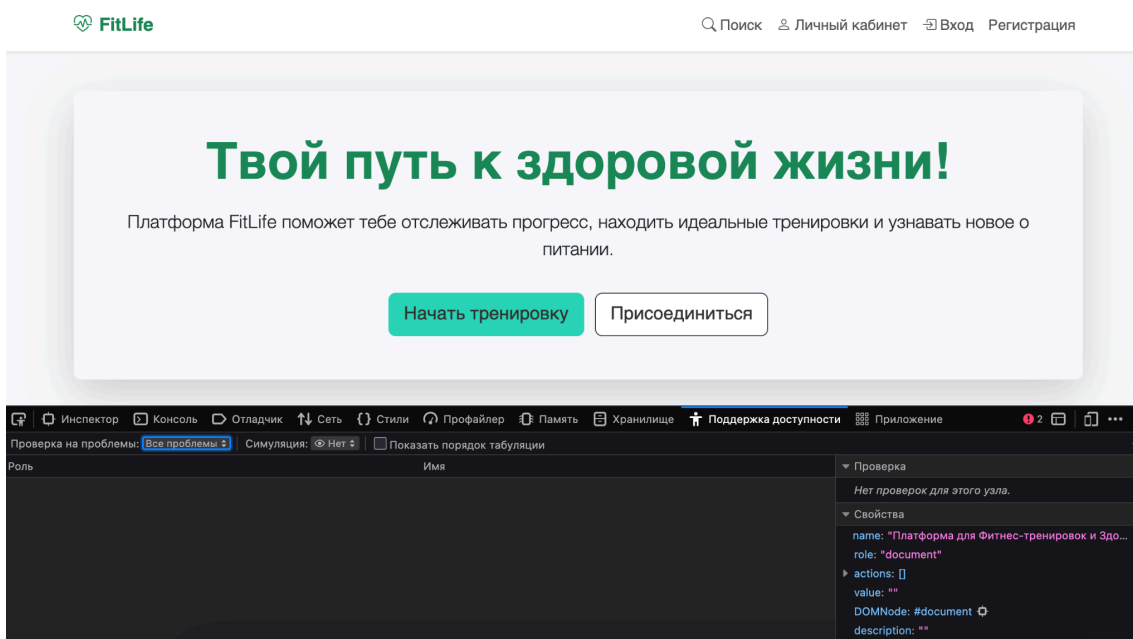 FitLife
Поиск Личный кабинет Вход Регистрация
Твой путь к здоровой жизни!
Платформа FitLife поможет тебе отслеживать прогресс, находить идеальные тренировки и узнавать новое о
питании.
Начать тренировку Присоединиться
Инспектор Консоль Отладчик Сеть {} Стили Профайлер Память Хранилище Поддержка доступности Приложение 2
Проверка на проблемы: Все проблемы Симуляция: Нет Показать порядок табуляции
Роль Имя
Проверка
Нет проверок для этого узла.
Свойства
name: "Платформа для Фитнес-тренировок и Здо...
role: "document"
actions: []
value: ""
DOMNode: #document
description: ""